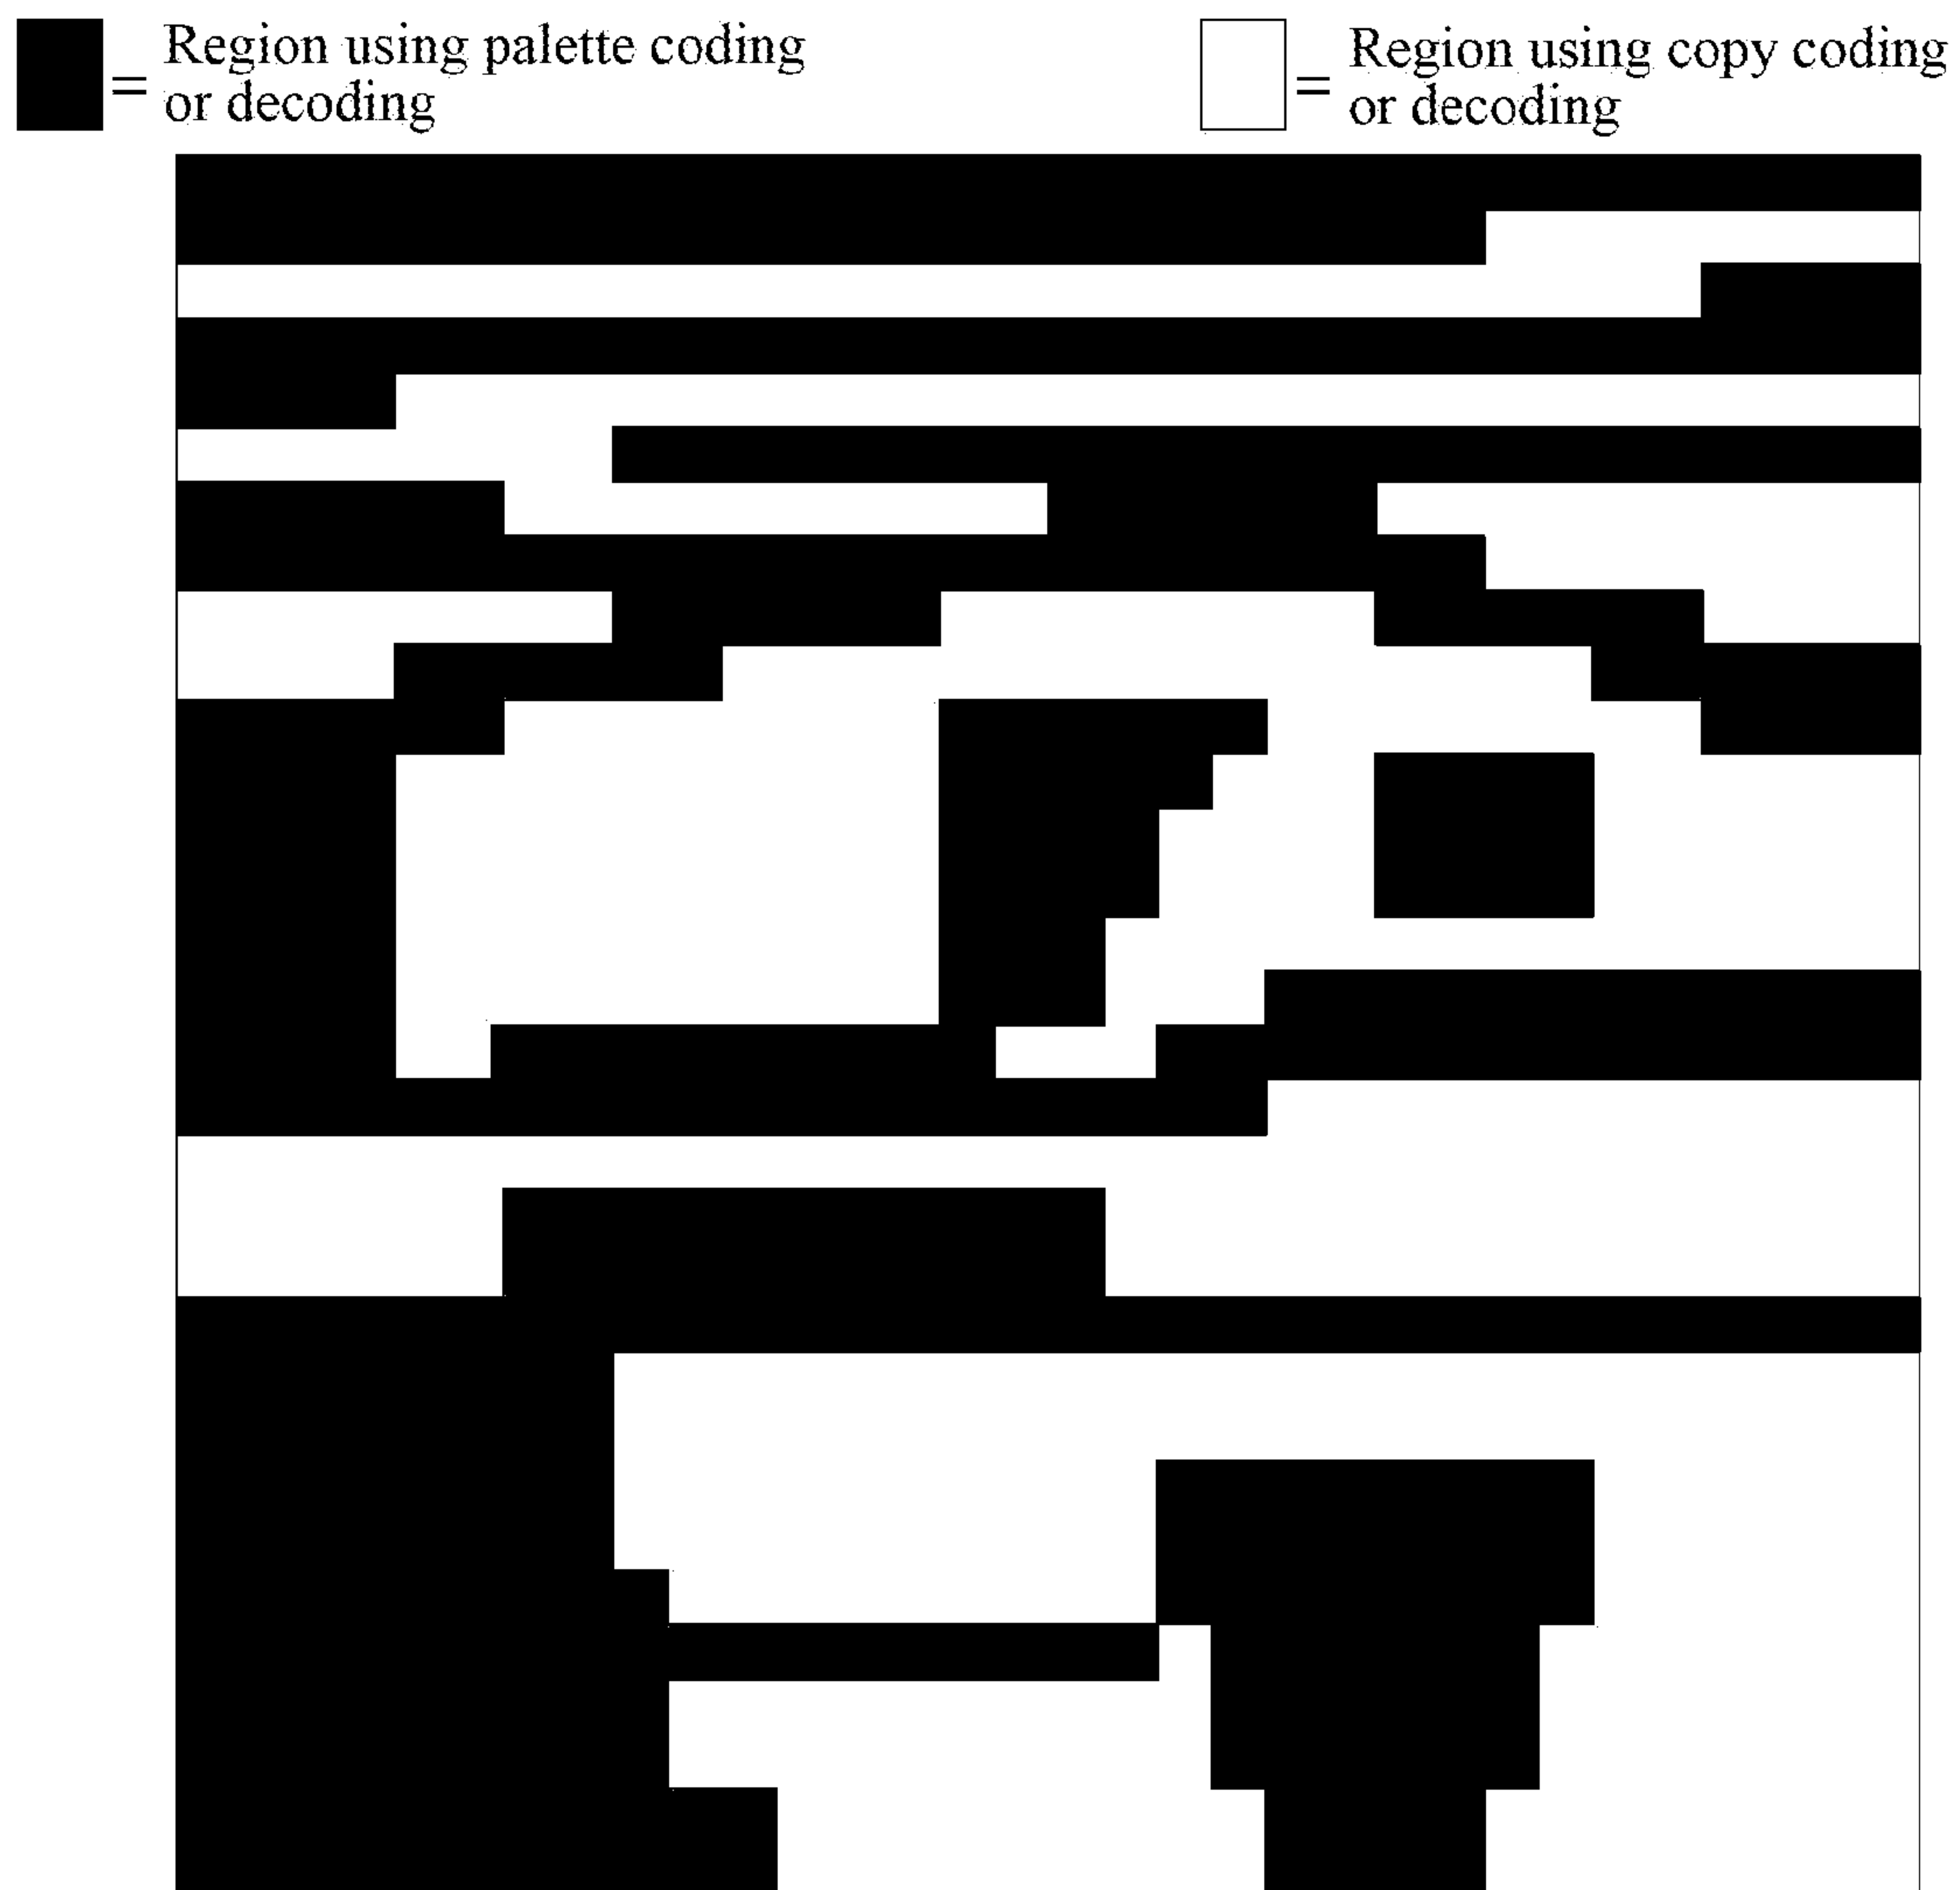 = Region using palette coding
or decoding
= Region using copy coding
or decoding